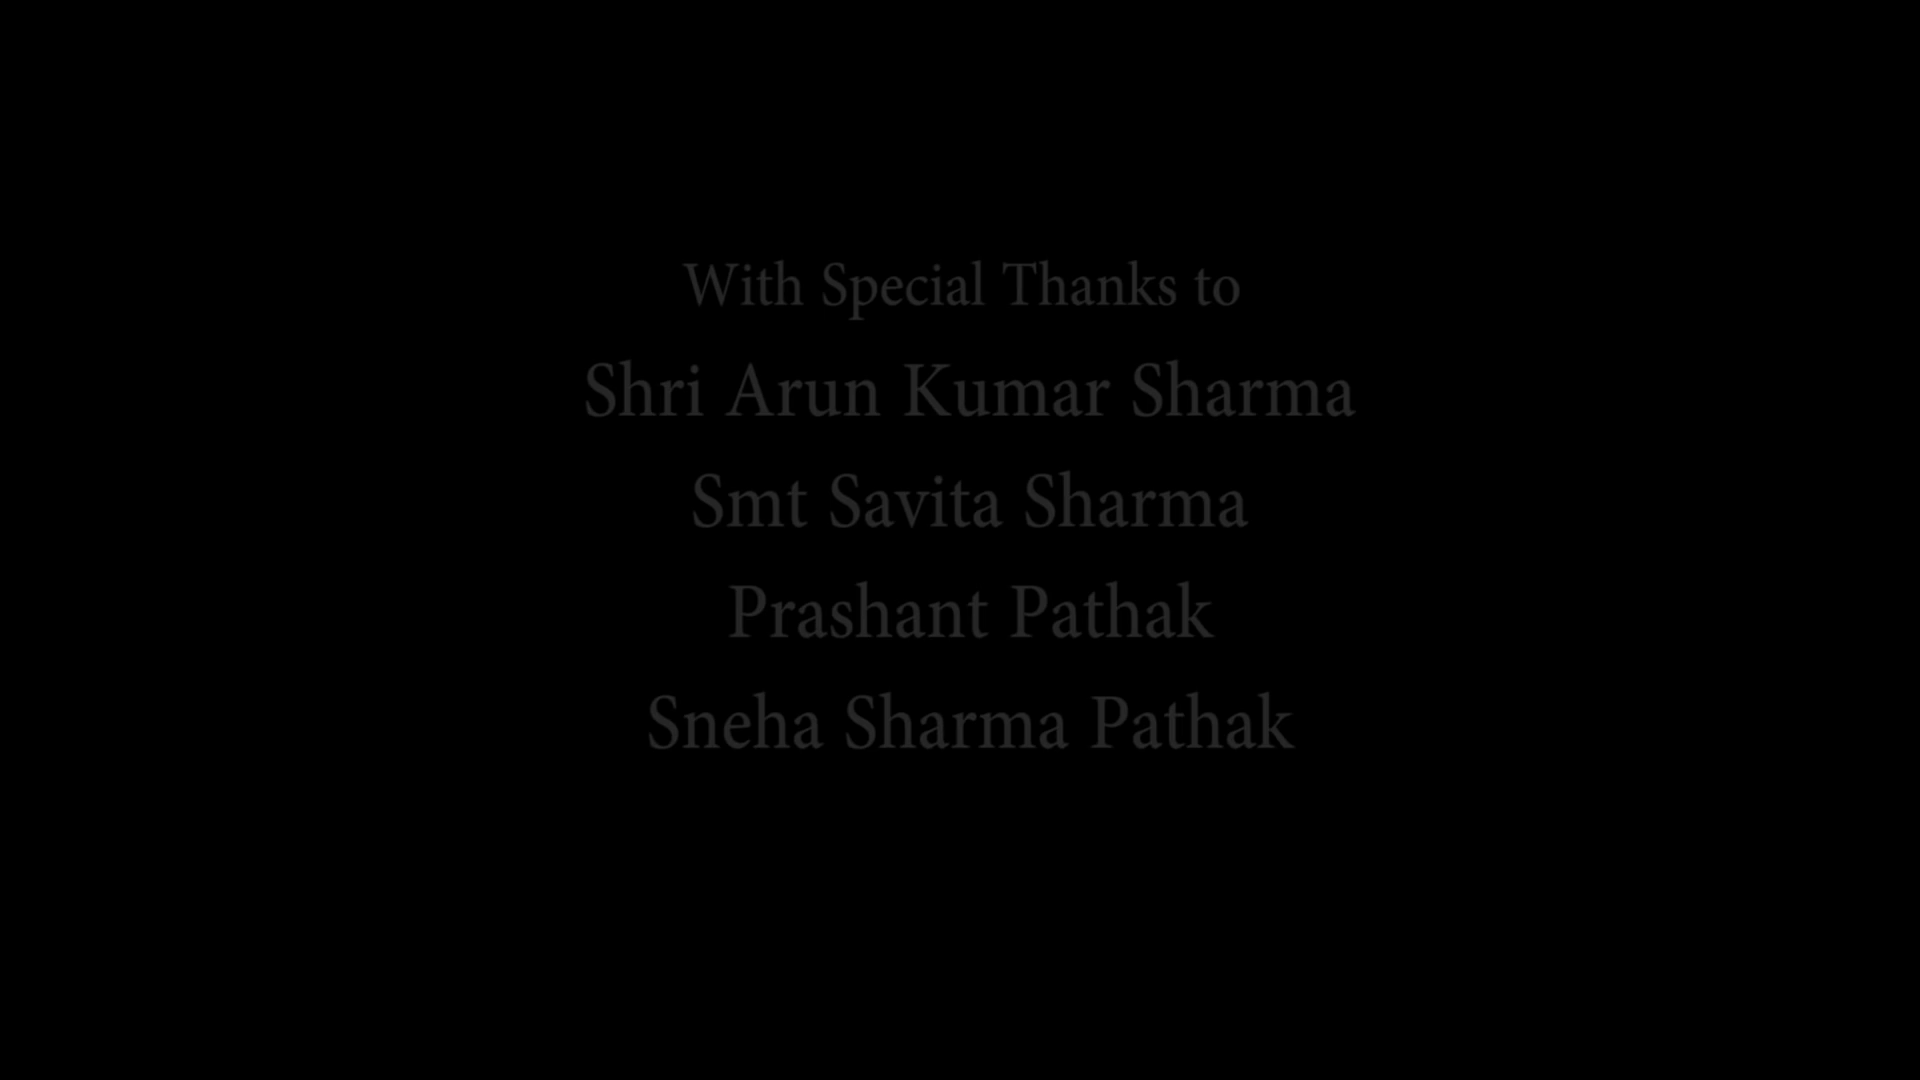 With Special Thanks to
Shri Arun Kumar Sharma
Smt Savita Sharma
Prashant Pathak
Sneha Sharma Pathak